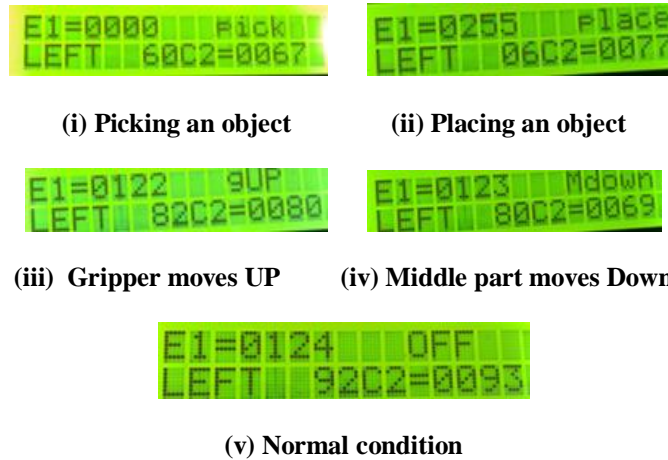 E1=0000 pick
LEFT 60C2=0067
(i) Picking an object
E1=0255 place
LEFT 06C2=0077
(ii) Placing an object
E1=0122 gUP
LEFT 82C2=0080
(iii) Gripper moves UP
E1=0123 Mdown
LEFT 80C2=0069
(iv) Middle part moves Down
E1=0124 OFF
LEFT 92C2=0093
(v) Normal condition